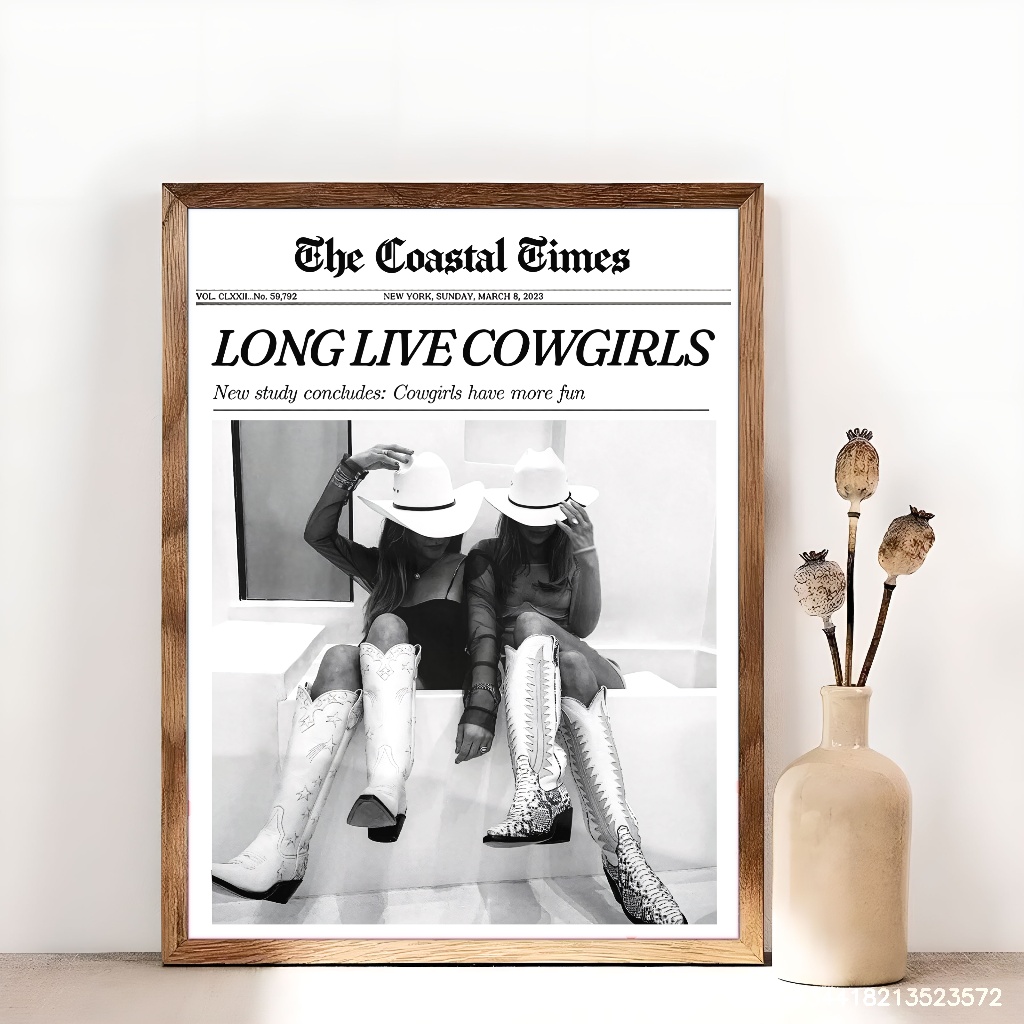 The Coastal Times
VOL. CLXXII...No. 59,792 NEW YORK, SUNDAY, MARCH 8, 2023
LONG LIVE COWGIRLS
New study concludes: Cowgirls have more fun
18213523572